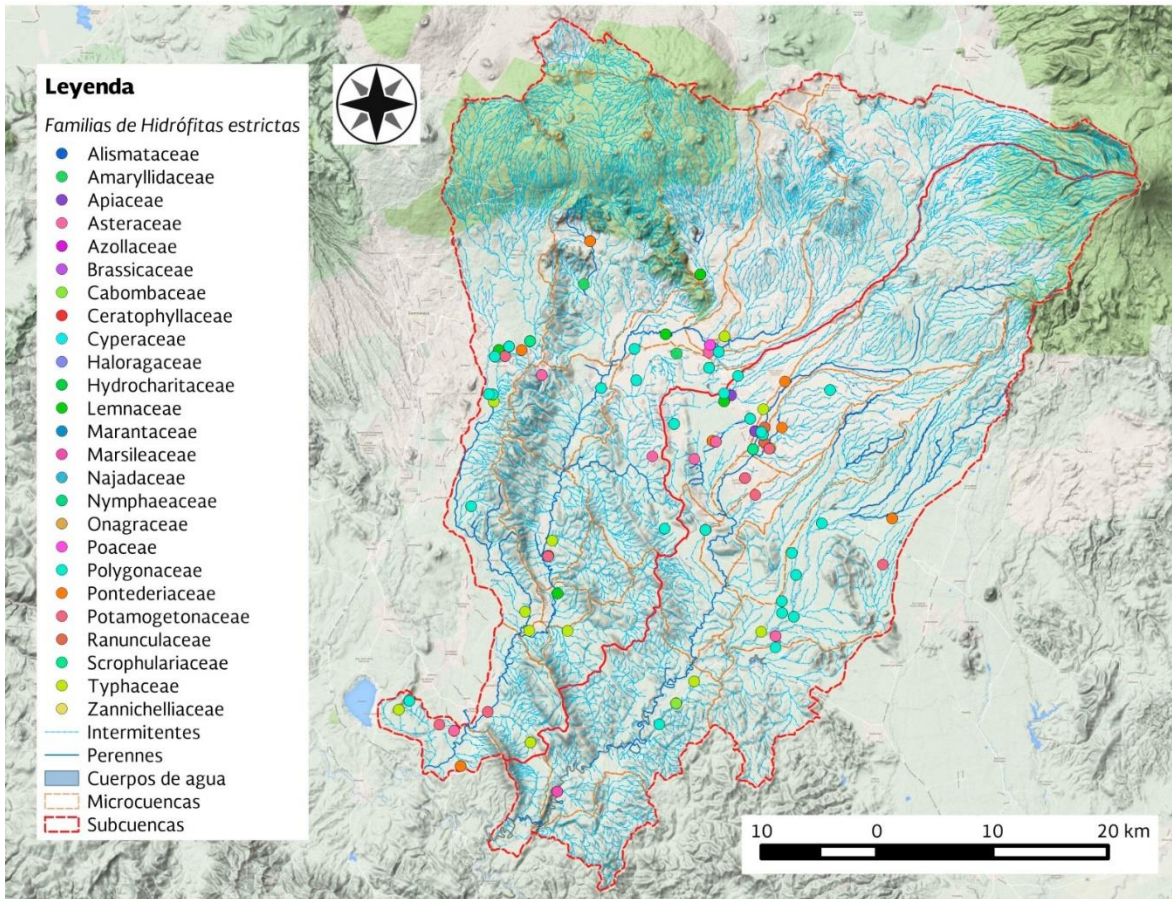 Leyenda
Familias de Hidrófitas estrictas
Alismataceae
Amaryllidaceae
Apiaceae
Asteraceae
Azollaceae
Brassicaceae
Cabombaceae
Ceratophyllaceae
Cyperaceae
Haloragaceae
Hydrocharitaceae
Lemnaceae
Marantaceae
Marsileaceae
Najadaceae
Nymphaeaceae
Onagraceae
Poaceae
Polygonaceae
Pontederiaceae
Potamogetonaceae
Ranunculaceae
Scrophulariaceae
Typhaceae
Zannichelliaceae
Intermitentes
Perennes
Cuerpos de agua
Microcuencas
Subcuencas
10 0 10 20 km